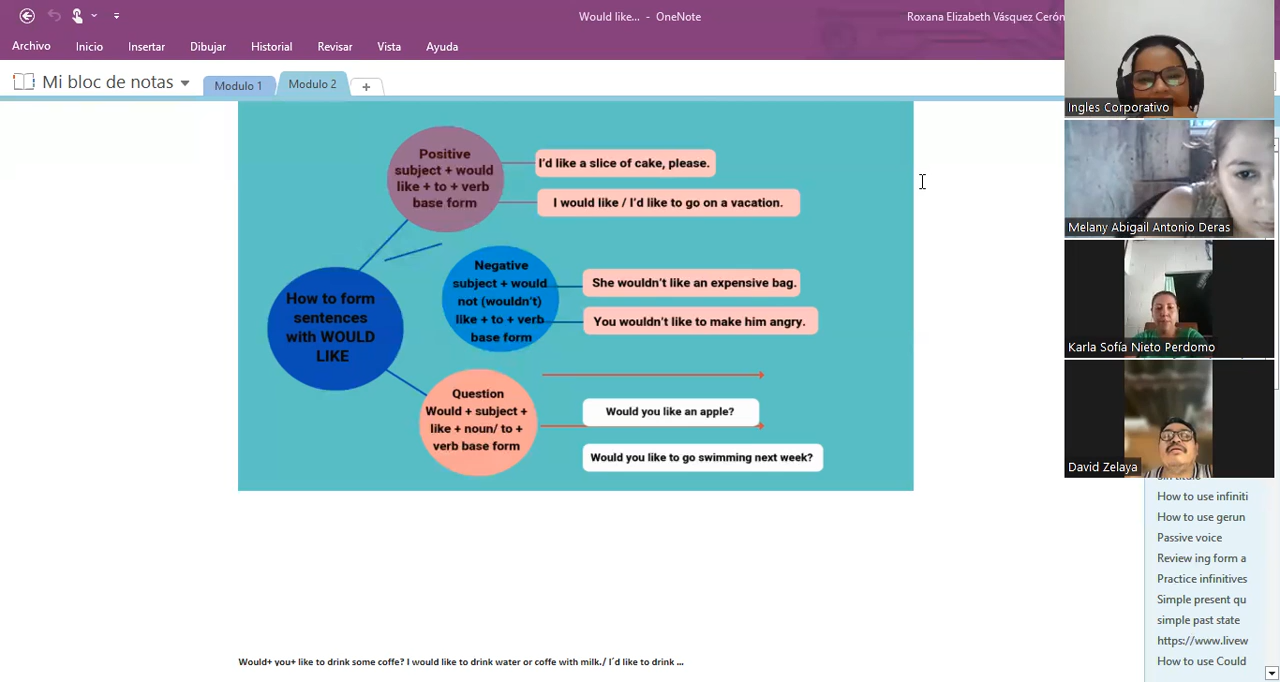 Would like... - OneNote
Roxana Elizabeth Vásquez Cerón
Archivo Inicio Insertar Dibujar Historial Revisar Vista Ayuda
Mi bloc de notas Modulo 1 Modulo 2 +
Positive
subject + would
like + to + verb
base form
I'd like a slice of cake, please.
I would like / I'd like to go on a vacation.
How to form
sentences
with WOULD
LIKE
Negative
subject + would
not (wouldn't)
like + to + verb
base form
She wouldn't like an expensive bag.
You wouldn't like to make him angry.
Question
Would + subject +
like + noun/ to +
verb base form
Would you like an apple?
Would you like to go swimming next week?
Would+ you+ like to drink some coffe? I would like to drink water or coffe with milk./ I´d like to drink ...
Ingles Corporativo
Melany Abigail Antonio Deras
Karla Sofía Nieto Perdomo
David Zelaya
How to use infiniti
How to use gerun
Passive voice
Review ing form a
Practice infinitives
Simple present qu
simple past state
https://www.livew
How to use Could